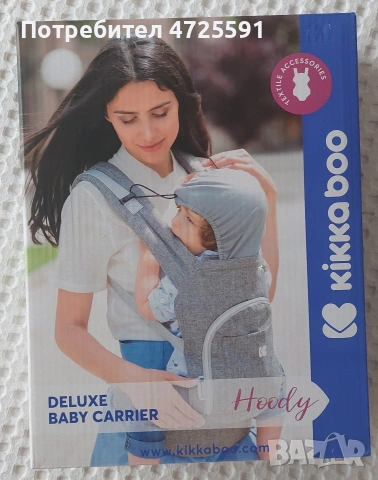 Потребител 4725591
TEXTILE ACCESSORIES
kikka boo
DELUXE
BABY CARRIER
Hoody
www.kikkaboo.com
BAZAR